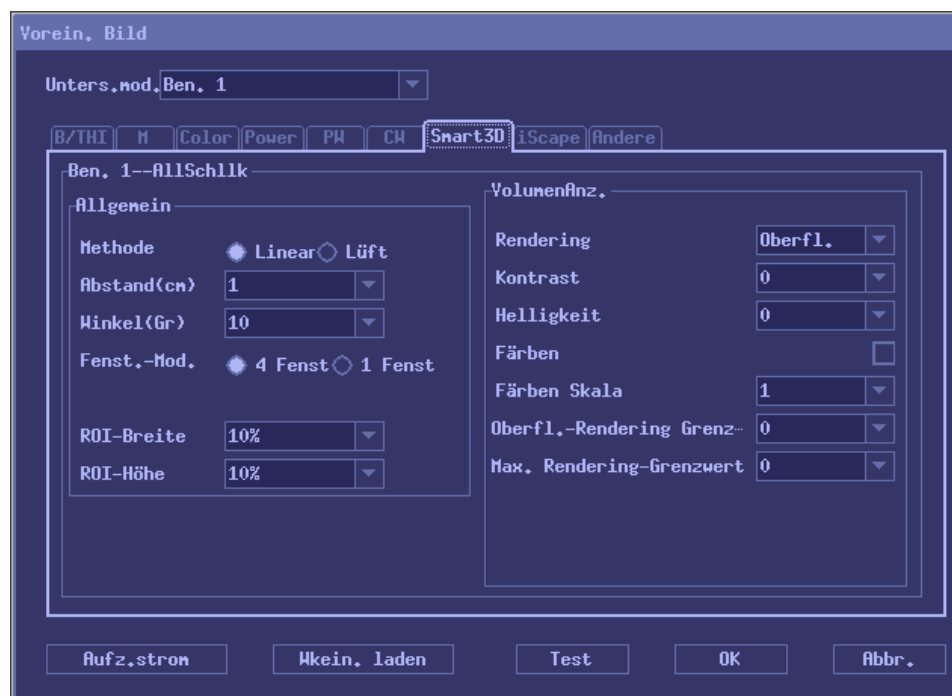 Vorein. Bild
Unters.mod. Ben. 1
B/THI M Color Power PW CW Smart3D iScape Andere
Ben. 1--AllSchllk
Allgemein
Methode Linear Lüft
Abstand(cm) 1
Winkel(Gr) 10
Fenst.-Mod. 4 Fenst 1 Fenst
ROI-Breite 10%
ROI-Höhe 10%
VolumenAnz.
Rendering Oberfl.
Kontrast 0
Helligkeit 0
Färben
Färben Skala 1
Oberfl.-Rendering Grenz… 0
Max. Rendering-Grenzwert 0
Aufz.strom Wkein. laden Test OK Abbr.